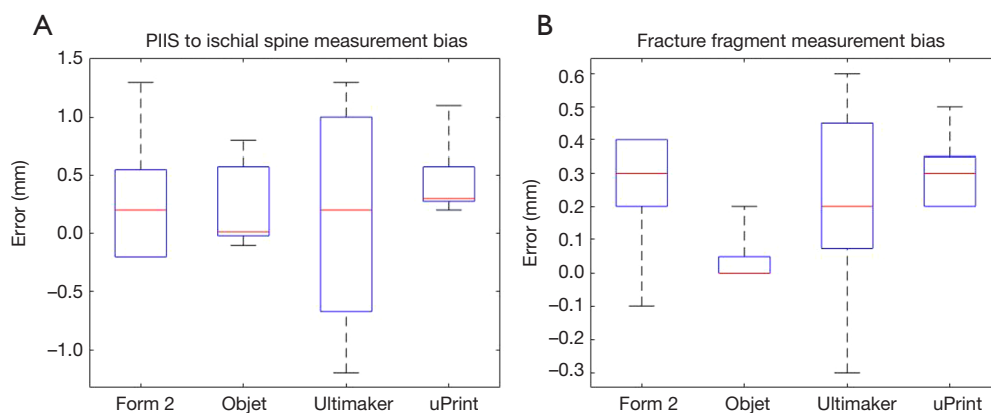 A
PIIS to ischial spine measurement bias
Error (mm)
1.5
1.0
0.5
0.0
–0.5
–1.0
Form 2 Objet Ultimaker uPrint
B
Fracture fragment measurement bias
Error (mm)
0.6
0.5
0.4
0.3
0.2
0.1
0.0
–0.1
–0.2
–0.3
Form 2 Objet Ultimaker uPrint